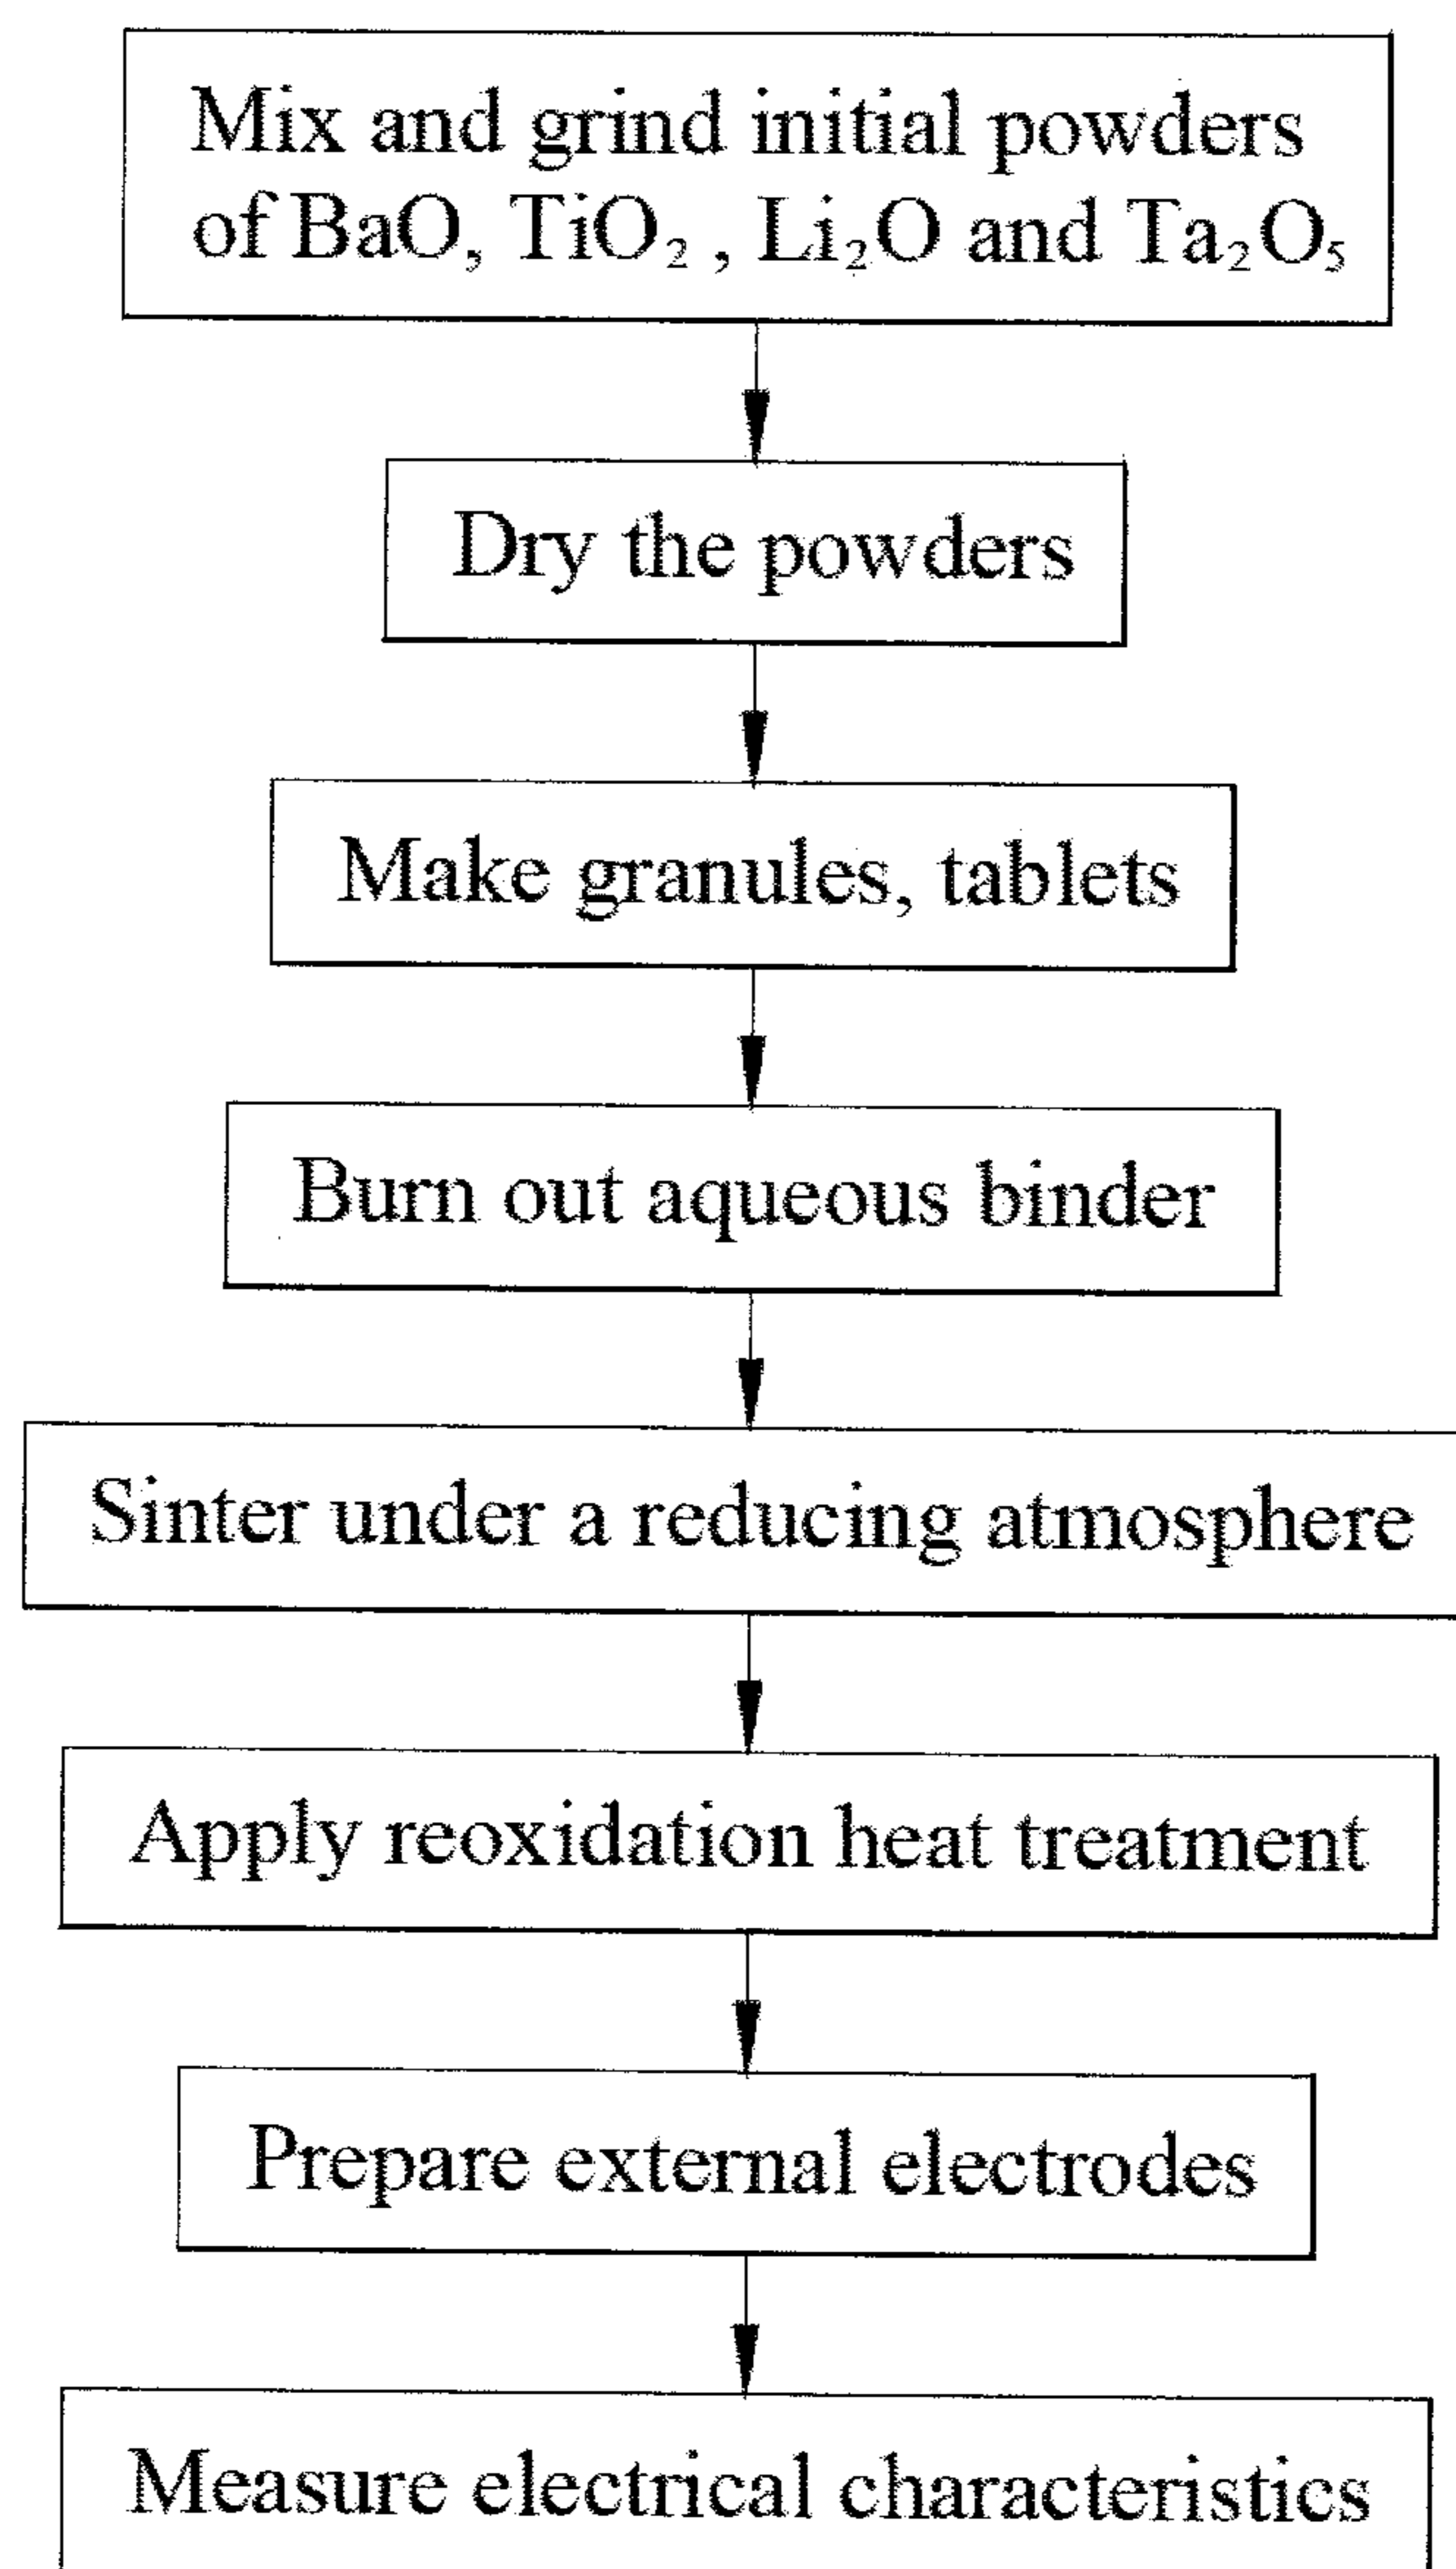 Mix and grind initial powders
of BaO, TiO₂ , Li₂O and Ta₂O₅
Dry the powders
Make granules, tablets
Burn out aqueous binder
Sinter under a reducing atmosphere
Apply reoxidation heat treatment
Prepare external electrodes
Measure electrical characteristics